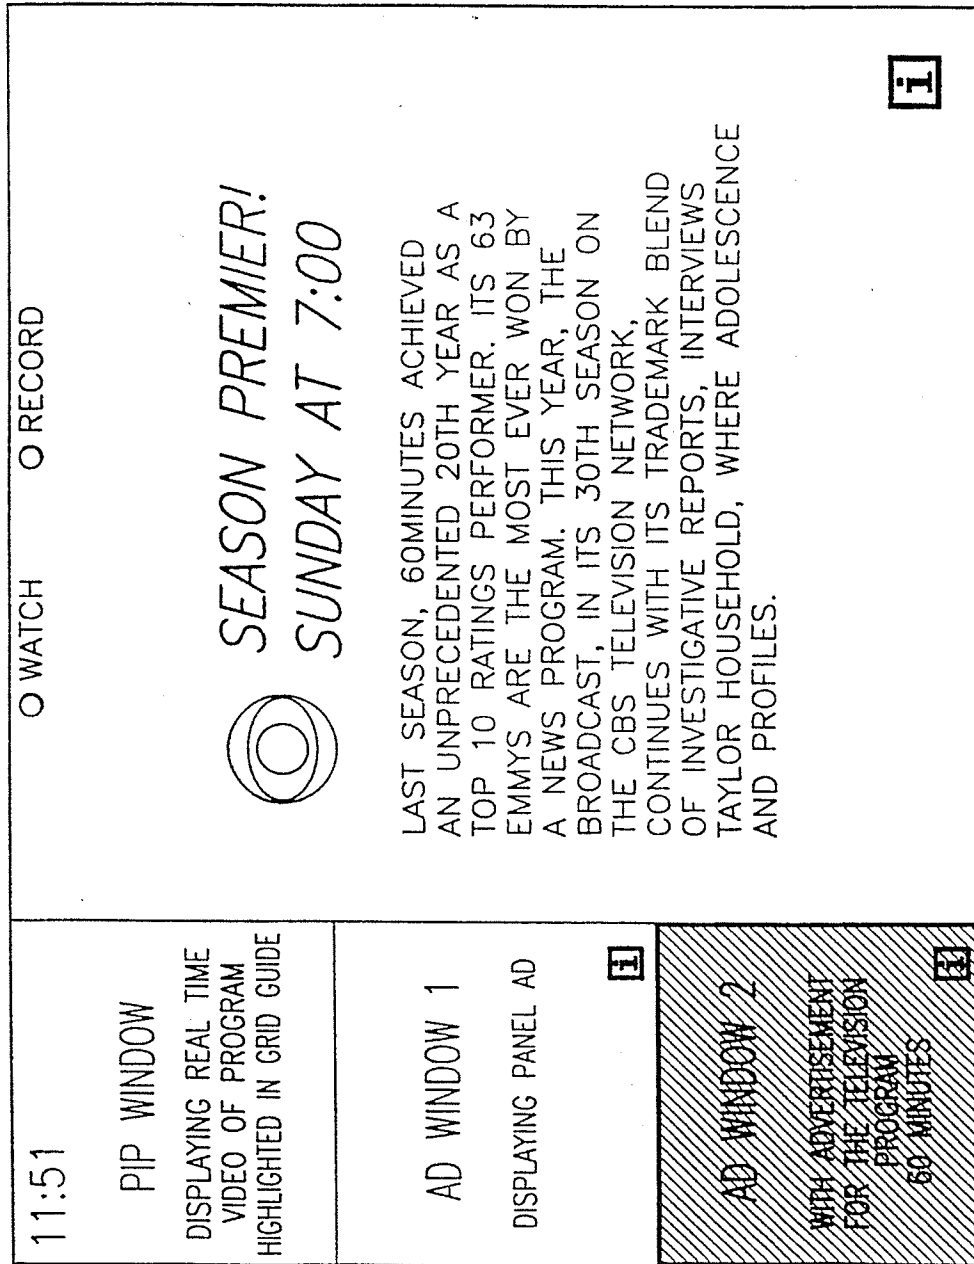 11:51
PIP WINDOW
DISPLAYING REAL TIME
VIDEO OF PROGRAM
HIGHLIGHTED IN GRID GUIDE
AD WINDOW 1
DISPLAYING PANEL AD
i
AD WINDOW 2
WITH ADVERTISEMENT
FOR THE TELEVISION
PROGRAM
60 MINUTES
i
O WATCH O RECORD
SEASON PREMIER!
SUNDAY AT 7:00
LAST SEASON, 60MINUTES ACHIEVED
AN UNPRECEDENTED 20TH YEAR AS A
TOP 10 RATINGS PERFORMER. ITS 63
EMMYS ARE THE MOST EVER WON BY
A NEWS PROGRAM. THIS YEAR, THE
BROADCAST, IN ITS 30TH SEASON ON
THE CBS TELEVISION NETWORK,
CONTINUES WITH ITS TRADEMARK BLEND
OF INVESTIGATIVE REPORTS, INTERVIEWS
TAYLOR HOUSEHOLD, WHERE ADOLESCENCE
AND PROFILES.
i